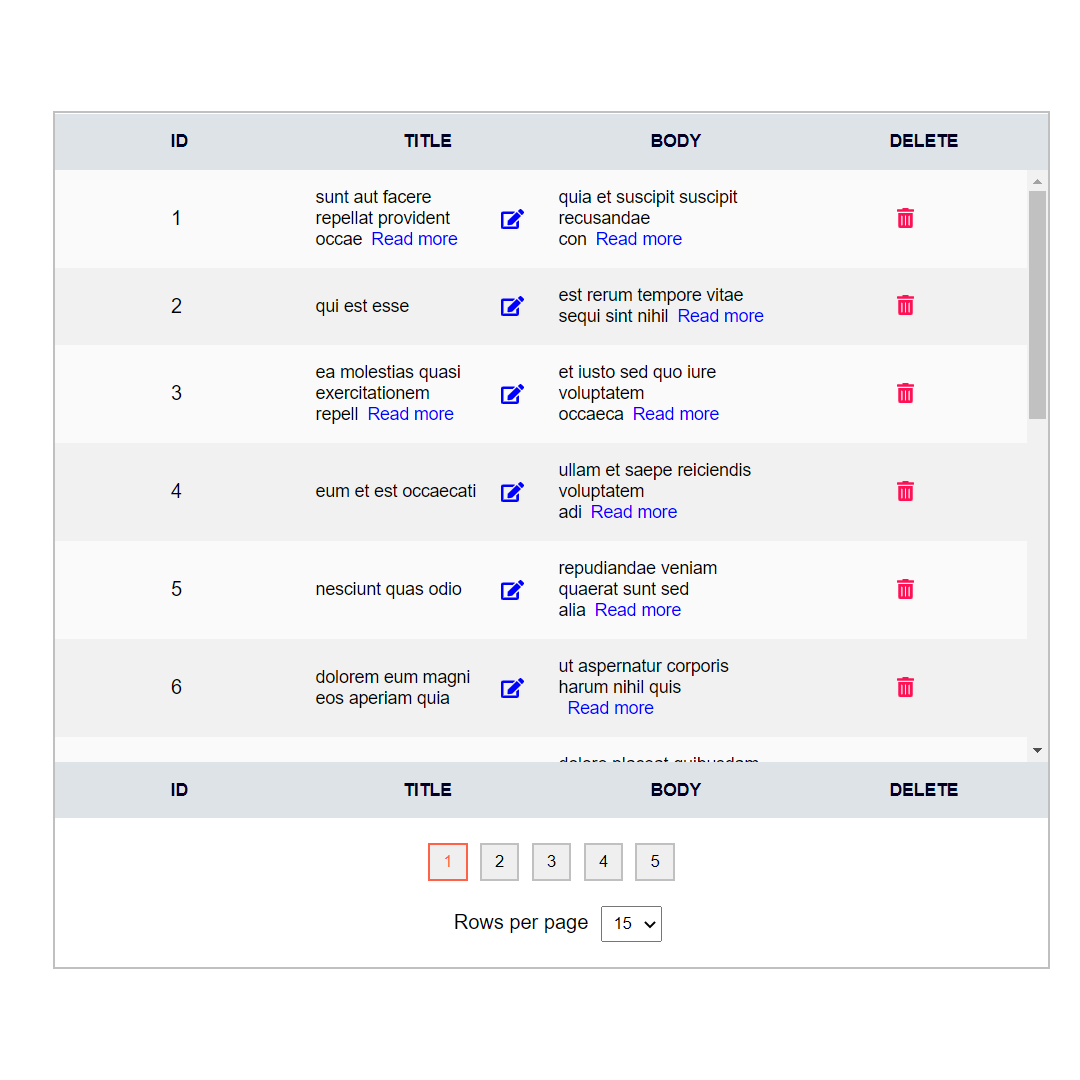 ID TITLE BODY DELETE
1
sunt aut facere
repellat provident
occae Read more
quia et suscipit suscipit
recusandae
con Read more
2
qui est esse
est rerum tempore vitae
sequi sint nihil Read more
3
ea molestias quasi
exercitationem
repell Read more
et iusto sed quo iure
voluptatem
occaeca Read more
4
eum et est occaecati
ullam et saepe reiciendis
voluptatem
adi Read more
5
nesciunt quas odio
repudiandae veniam
quaerat sunt sed
alia Read more
6
dolorem eum magni
eos aperiam quia
ut aspernatur corporis
harum nihil quis
Read more
ID TITLE BODY DELETE
1 2 3 4 5
Rows per page 15